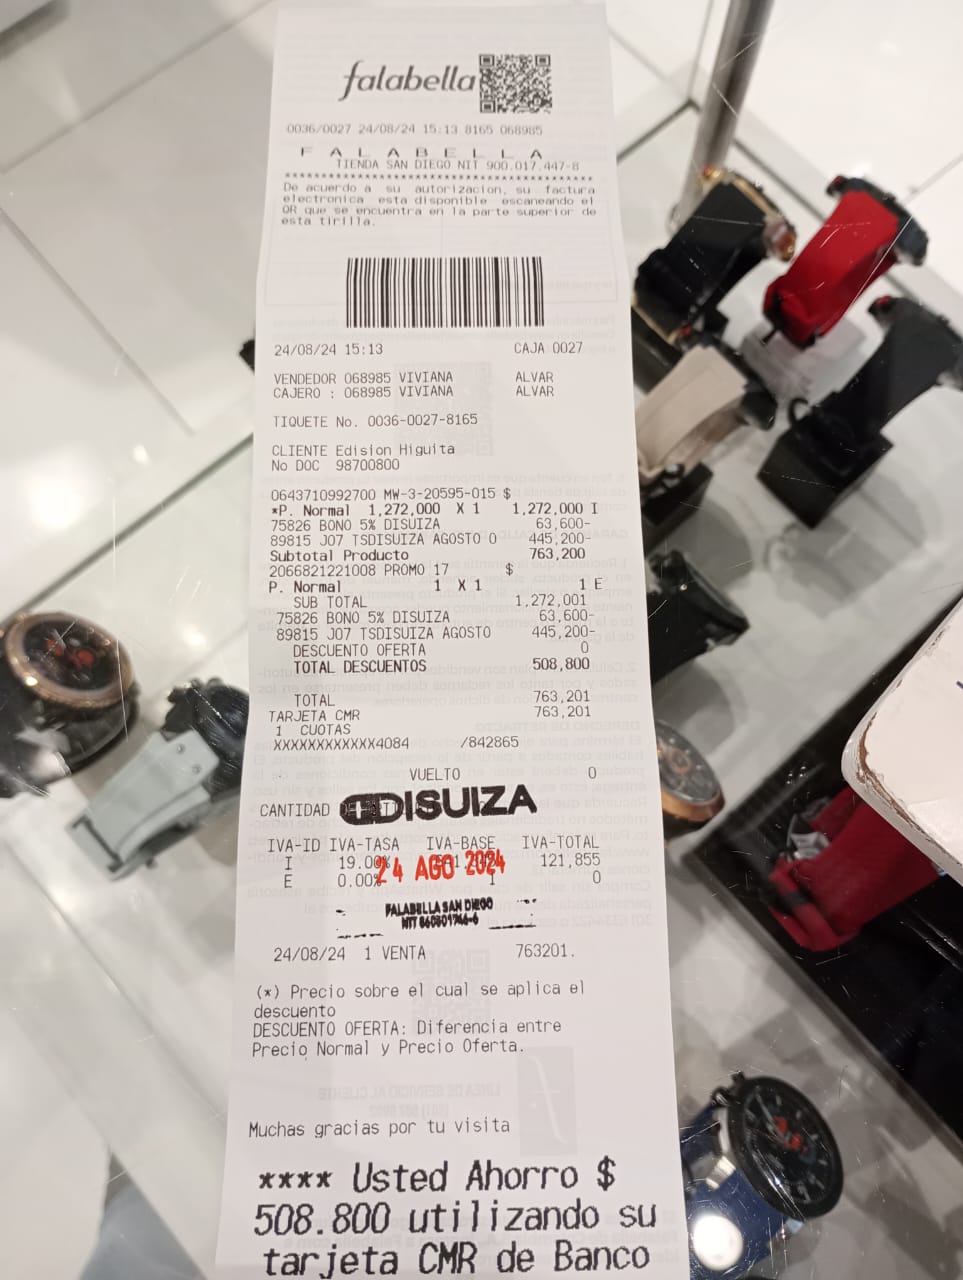 falabella
0036/0027 24/08/24 15:13 8165 068985
F A L A B E L L A
TIENDA SAN DIEGO NIT 900.017.447-8
****************************************
De acuerdo a su autorizacion, su factura
electronica esta disponible escaneando el
QR que se encuentra en la parte superior de
esta tirilla.
24/08/24 15:13 CAJA 0027
VENDEDOR 068985 VIVIANA ALVAR
CAJERO : 068985 VIVIANA ALVAR
TIQUETE No. 0036-0027-8165
CLIENTE Edision Higuita
No DOC 98700800
0643710992700 MW-3-20595-015 $
*P. Normal 1,272,000 X 1 1,272,000 I
75826 BONO 5% DISUIZA 63,600-
89815 J07 TSDISUIZA AGOSTO 0 445,200-
Subtotal Producto 763,200
2066821221008 PROMO 17 $
P. Normal 1 X 1 1 E
SUB TOTAL 1,272,001
75826 BONO 5% DISUIZA 63,600-
89815 J07 TSDISUIZA AGOSTO 445,200-
DESCUENTO OFERTA 0
TOTAL DESCUENTOS 508,800
TOTAL 763,201
TARJETA CMR 763,201
1 CUOTAS
XXXXXXXXXXXX4084 /842865
VUELTO 0
CANTIDAD
DISUIZA
IVA-ID IVA-TASA IVA-BASE IVA-TOTAL
I 19.00% 121,855
E 0.00% 0
24 AGO 2024
FALABELLA SAN DIEGO
24/08/24 1 VENTA 763201.
(*) Precio sobre el cual se aplica el
descuento
DESCUENTO OFERTA: Diferencia entre
Precio Normal y Precio Oferta.
Muchas gracias por tu visita
**** Usted Ahorro $
508.800 utilizando su
tarjeta CMR de Banco